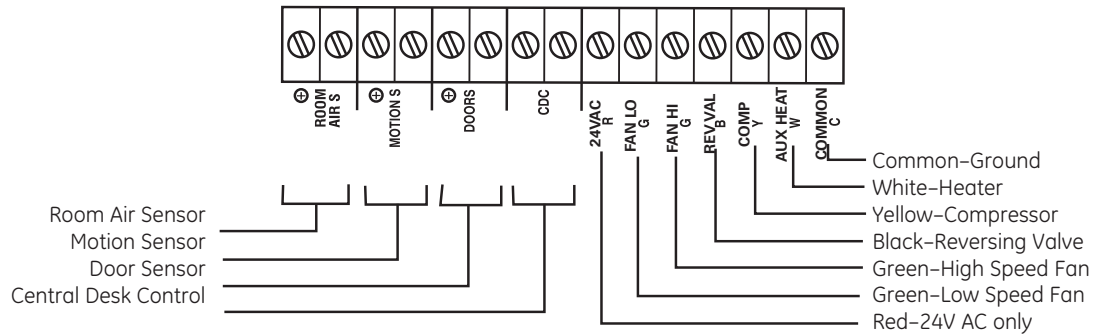 ⊕
ROOM
AIR S
⊕
MOTION S
⊕
DOORS
CDC
24VAC
R
FAN LO
G
FAN HI
G
REV VAL
B
COMP
Y
AUX HEAT
W
COMMON
C
Room Air Sensor
Motion Sensor
Door Sensor
Central Desk Control
Common–Ground
White–Heater
Yellow–Compressor
Black–Reversing Valve
Green–High Speed Fan
Green–Low Speed Fan
Red–24V AC only